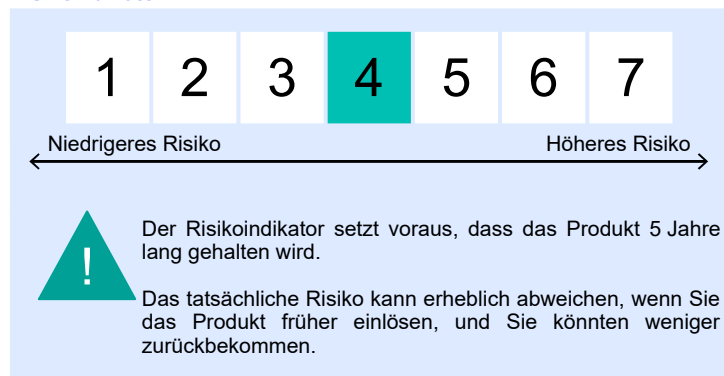 1 2 3 4 5 6 7
Niedrigeres Risiko Höheres Risiko
!
Der Risikoindikator setzt voraus, dass das Produkt 5 Jahre
lang gehalten wird.
Das tatsächliche Risiko kann erheblich abweichen, wenn Sie
das Produkt früher einlösen, und Sie könnten weniger
zurückbekommen.